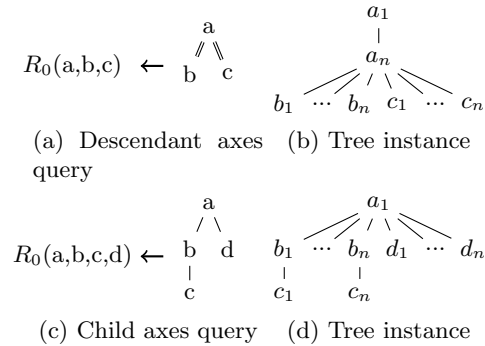 a
R₀(a,b,c) ←
b c
a₁
aₙ
b₁ ... bₙ c₁ ... cₙ
(a) Descendant axes query
(b) Tree instance
a
R₀(a,b,c,d) ←
b d
c
a₁
b₁ ... bₙ d₁ ... dₙ
c₁ cₙ
(c) Child axes query
(d) Tree instance